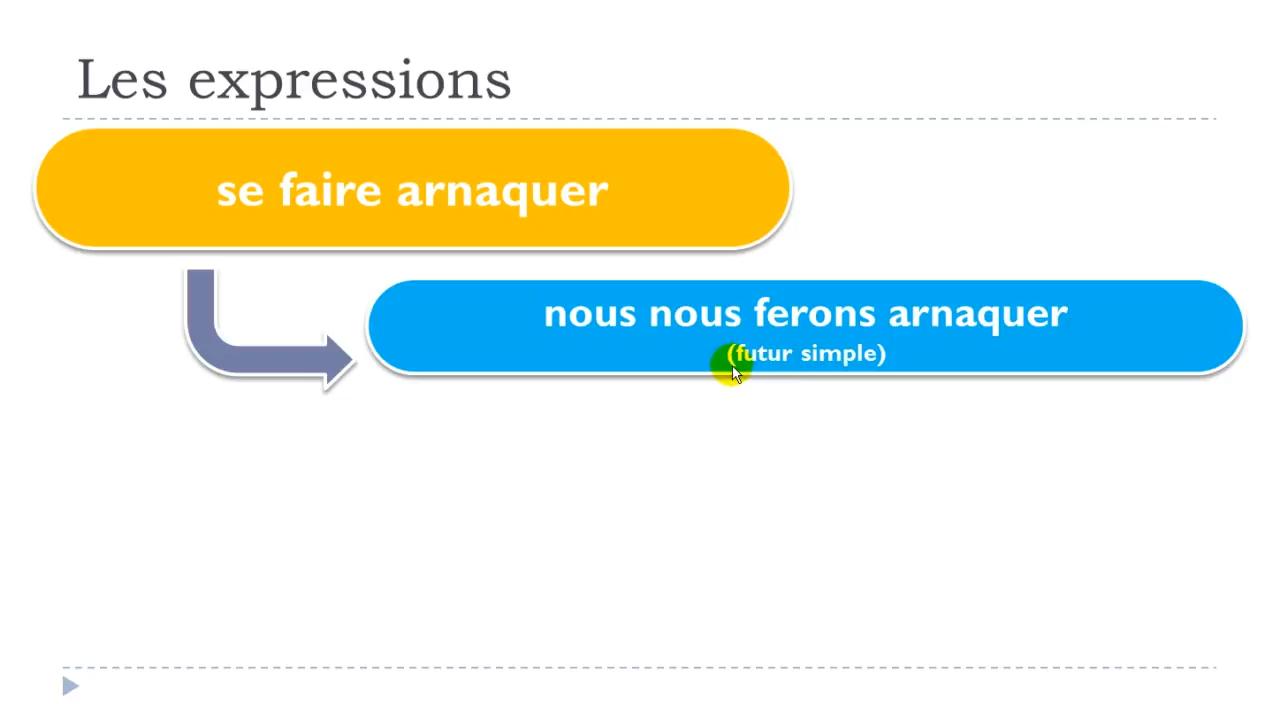 Les expressions
se faire arnaquer
nous nous ferons arnaquer
(futur simple)